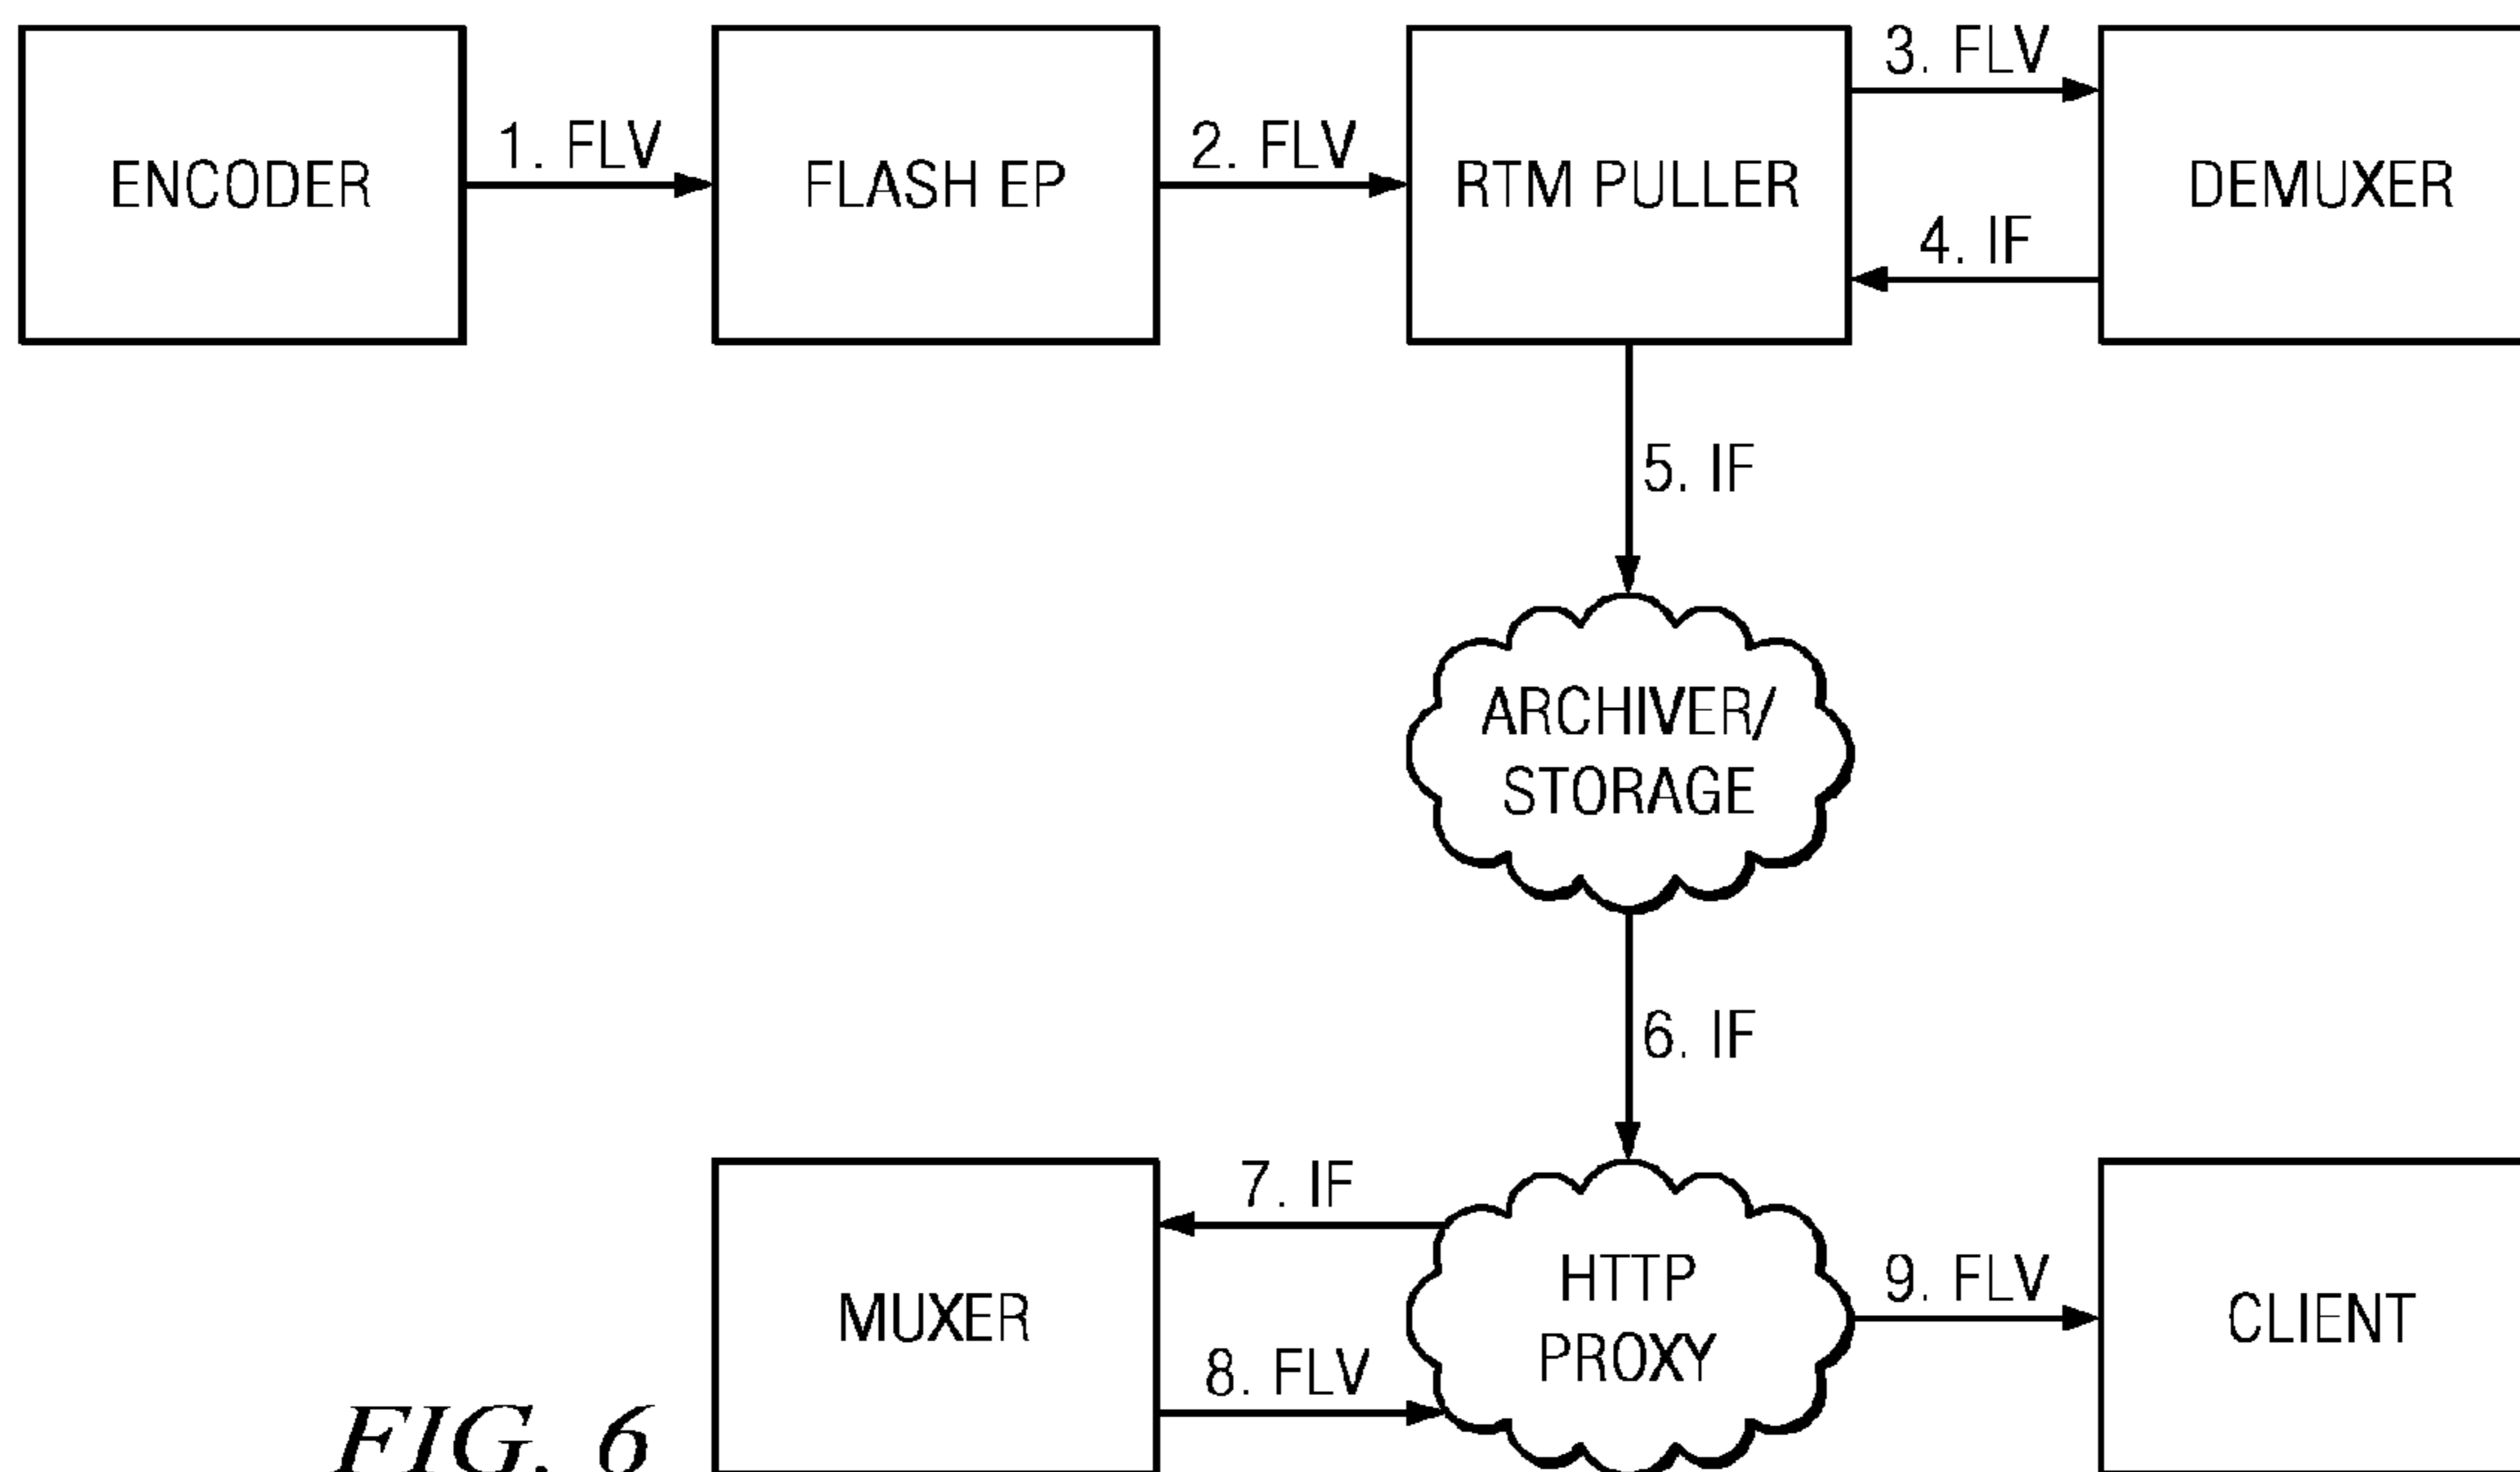 3. FLV
1. FLV
2. FLV
ENCODER
FLASH EP
RTM PULLER
DEMUXER
4. IF
5. IF
ARCHIVER/
STORAGE
6. IF
7. IF
HTTP
PROXY
9. FLV
MUXER
CLIENT
8. FLV
FIG. 6